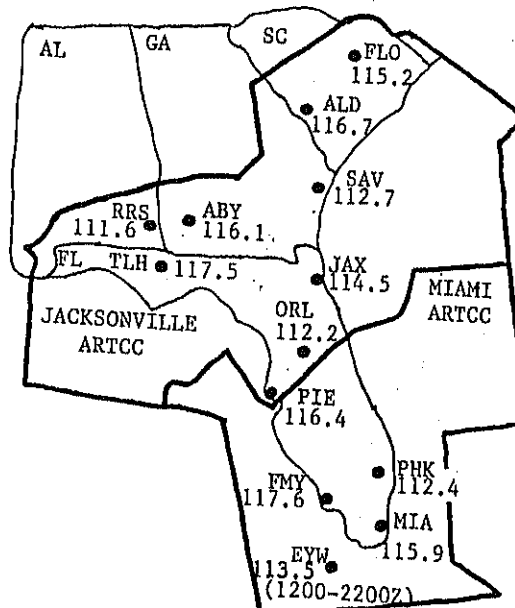 AL
GA
SC
FLO
115.2
ALD
116.7
SAV
112.7
RRS
111.6
ABY
116.1
FL
TLH
117.5
JAX
114.5
MIAMI
ARTCC
JACKSONVILLE
ARTCC
ORL
112.2
PIE
116.4
PHK
112.4
FMY
117.6
MIA
115.9
EYW
113.5
(1200-2200Z)